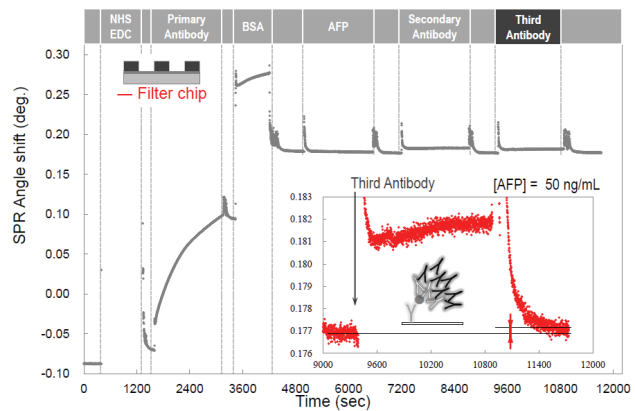 NHS
EDC
Primary
Antibody
BSA
AFP
Secondary
Antibody
Third
Antibody
0.30
0.25
0.20
0.15
0.10
0.05
0.00
-0.05
-0.10
SPR Angle shift (deg.)
— Filter chip
Third Antibody
[AFP] = 50 ng/mL
0.183
0.182
0.181
0.179
0.178
0.177
0.176
9000
9600
10200
10800
11400
12000
0
1200
2400
3600
4800
6000
7200
8400
9600
10800
12000
Time (sec)